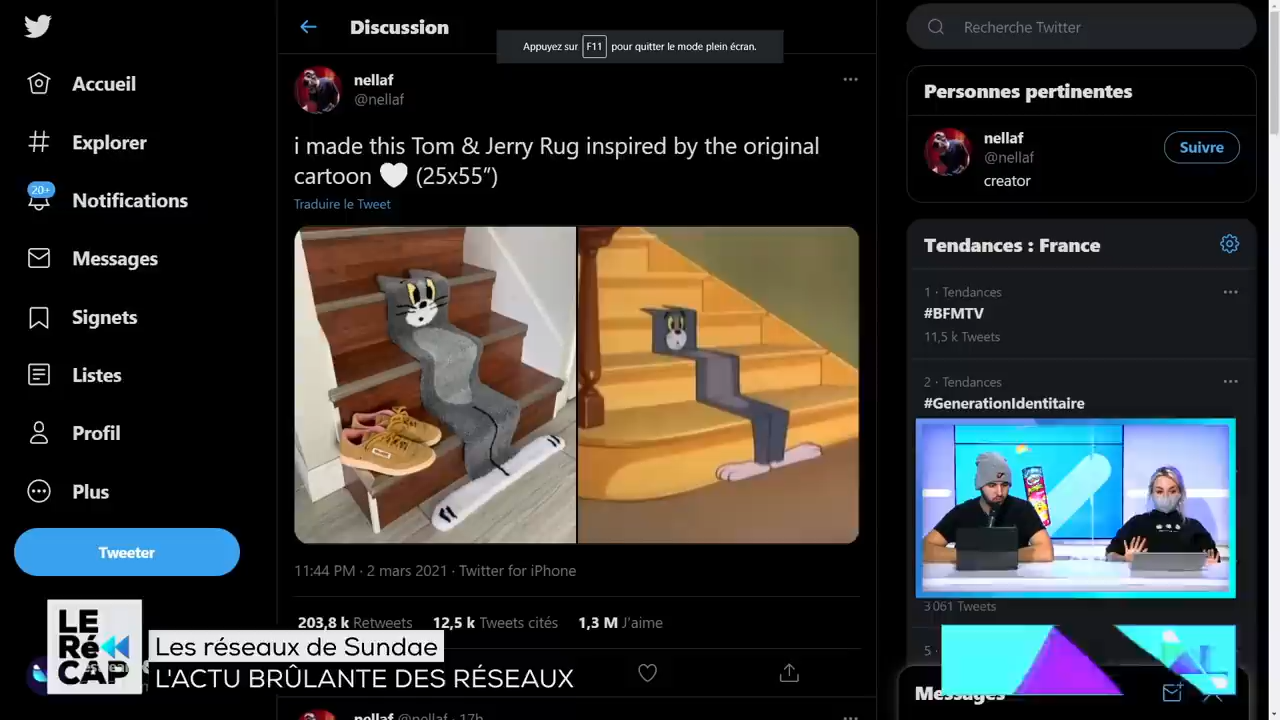 Discussion
Recherche Twitter
Appuyez sur F11 pour quitter le mode plein écran.
Accueil
Explorer
20+
Notifications
Messages
Signets
Listes
Profil
Plus
Tweeter
nellaf
@nellaf
i made this Tom & Jerry Rug inspired by the original
cartoon 🤍 (25x55”)
Traduire le Tweet
11:44 PM · 2 mars 2021 · Twitter for iPhone
203,8 k Retweets 12,5 k Tweets cités 1,3 M J'aime
nellaf @nellaf · 17h
Personnes pertinentes
nellaf
@nellaf
Suivre
creator
Tendances : France
1 · Tendances
#BFMTV
11,5 k Tweets
2 · Tendances
#GenerationIdentitaire
3 061 Tweets
5 ·
Messages
LE
Ré
CAP
Les réseaux de Sundae
L'ACTU BRÛLANTE DES RÉSEAUX